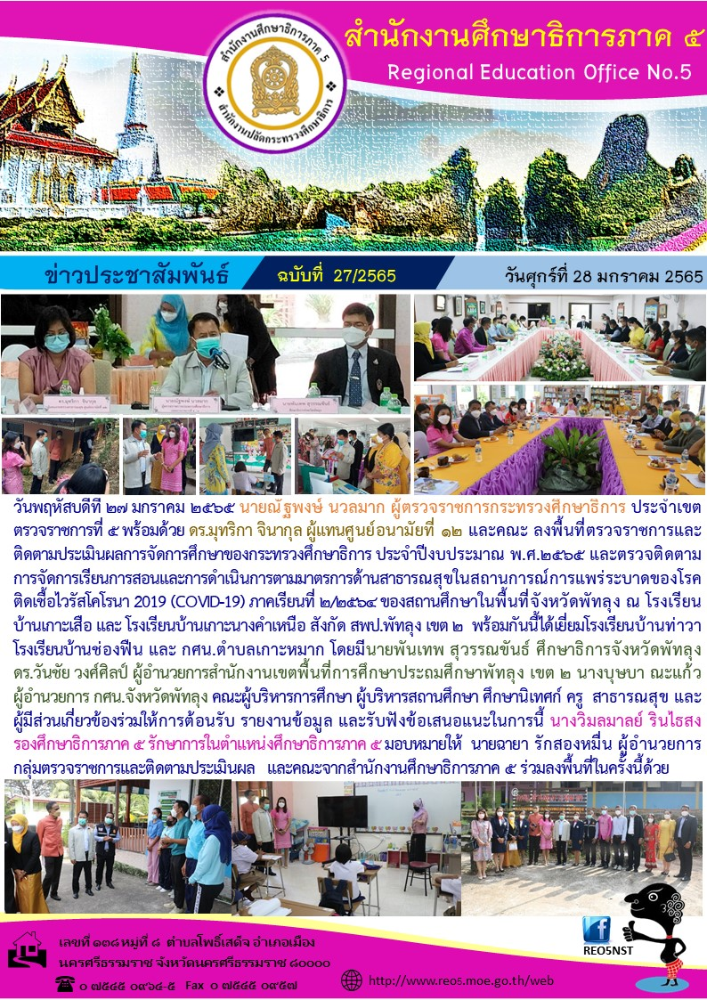 สำนักงานศึกษาธิการภาค ๕
Regional Education Office No.5
สำนักงานศึกษาธิการภาค 5
สำนักงานปลัดกระทรวงศึกษาธิการ
ข่าวประชาสัมพันธ์ ฉบับที่ 27/2565 วันศุกร์ที่ 28 มกราคม 2565
ดร.มุทริกา จินากุล
นายณัฐพงษ์ นวลมาก
นายพันเทพ สุวรรณขันธ์
วันพฤหัสบดีที่ ๒๗ มกราคม ๒๕๖๕ นายณัฐพงษ์ นวลมาก ผู้ตรวจราชการกระทรวงศึกษาธิการ ประจำเขต
ตรวจราชการที่ ๕ พร้อมด้วย ดร.มุทริกา จินากุล ผู้แทนศูนย์อนามัยที่ ๑๒ และคณะ ลงพื้นที่ตรวจราชการและ
ติดตามประเมินผลการจัดการศึกษาของกระทรวงศึกษาธิการ ประจำปีงบประมาณ พ.ศ.๒๕๖๕ และตรวจติดตาม
การจัดการเรียนการสอนและการดำเนินการตามมาตรการด้านสาธารณสุขในสถานการณ์การแพร่ระบาดของโรค
ติดเชื้อไวรัสโคโรนา 2019 (COVID-19) ภาคเรียนที่ ๒/๒๕๖๔ ของสถานศึกษาในพื้นที่จังหวัดพัทลุง ณ โรงเรียน
บ้านเกาะเสือ และ โรงเรียนบ้านเกาะนางคำเหนือ สังกัด สพป.พัทลุง เขต ๒ พร้อมกันนี้ได้เยี่ยมโรงเรียนบ้านท่าวา
โรงเรียนบ้านช่องฟืน และ กศน.ตำบลเกาะหมาก โดยมีนายพันเทพ สุวรรณขันธ์ ศึกษาธิการจังหวัดพัทลุง
ดร.วันชัย วงศ์ศิลป์ ผู้อำนวยการสำนักงานเขตพื้นที่การศึกษาประถมศึกษาพัทลุง เขต ๒ นางบุษบา ณะแก้ว
ผู้อำนวยการ กศน.จังหวัดพัทลุง คณะผู้บริหารการศึกษา ผู้บริหารสถานศึกษา ศึกษานิเทศก์ ครู สาธารณสุข และ
ผู้มีส่วนเกี่ยวข้องร่วมให้การต้อนรับ รายงานข้อมูล และรับฟังข้อเสนอแนะในการนี้ นางวิมลมาลย์ รินไธสง
รองศึกษาธิการภาค ๕ รักษาการในตำแหน่งศึกษาธิการภาค ๕ มอบหมายให้ นายฉายา รักสองหมื่น ผู้อำนวยการ
กลุ่มตรวจราชการและติดตามประเมินผล และคณะจากสำนักงานศึกษาธิการภาค ๕ ร่วมลงพื้นที่ในครั้งนี้ด้วย
เลขที่ ๑๓๘ หมู่ที่ ๘ ตำบลโพธิ์เสด็จ อำเภอเมือง
นครศรีธรรมราช จังหวัดนครศรีธรรมราช ๘๐๐๐๐
๐ ๗๕๔๕ ๐๙๖๔-๕ Fax ๐ ๗๕๔๕ ๐๙๕๗
http://www.reo5.moe.go.th/web
REO5NST